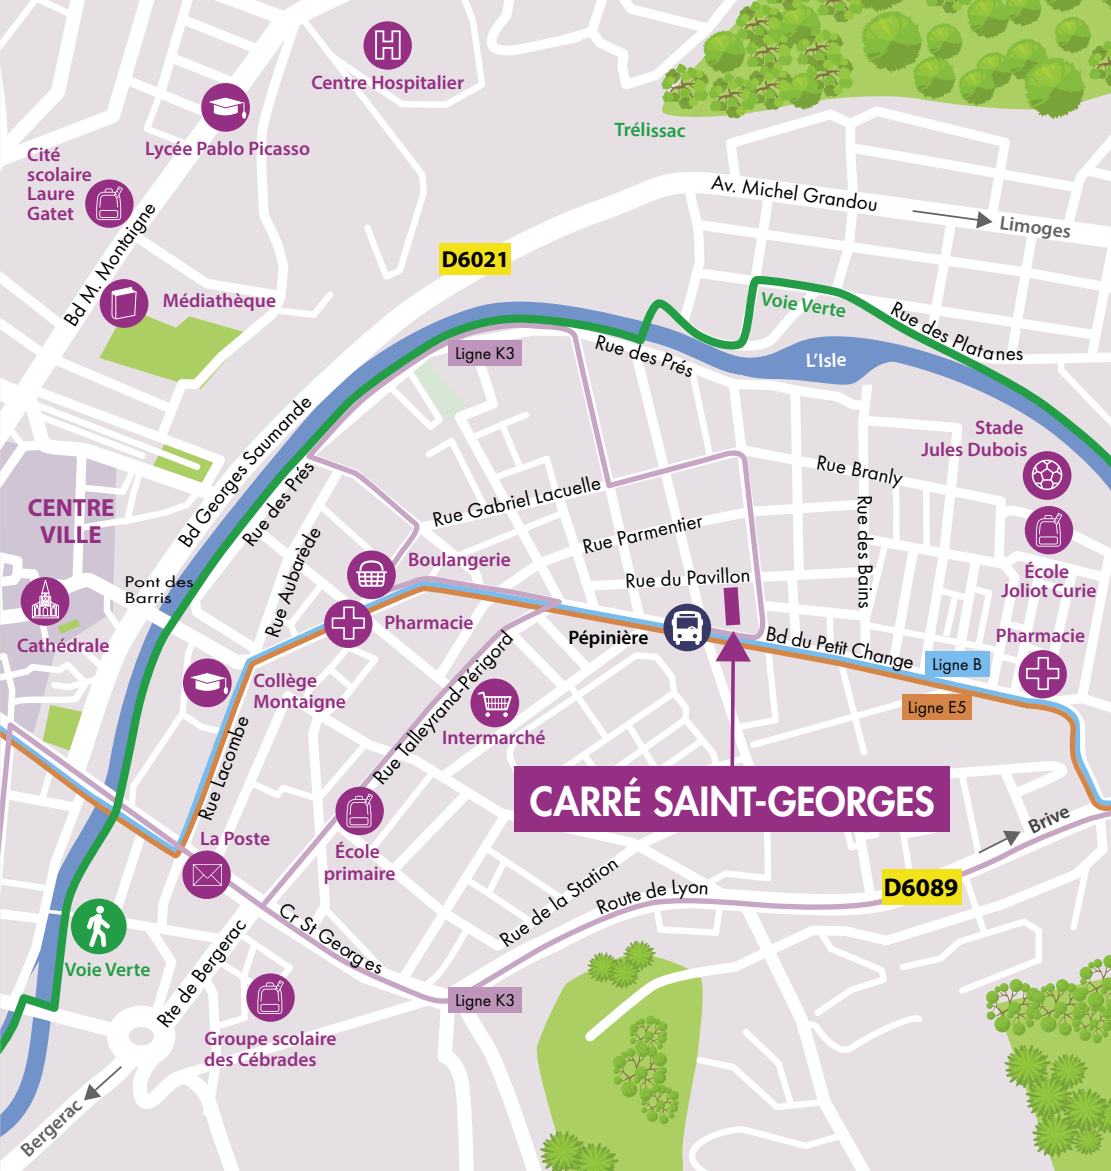 Centre Hospitalier
Trélissac
Lycée Pablo Picasso
Cité
scolaire
Laure
Gatet
Av. Michel Grandou
Limoges
Bd M. Montaigne
D6021
Médiathèque
Voie Verte
Rue des Platanes
Ligne K3
Rue des Prés
L'Isle
Bd Georges Saumande
Stade
Jules Dubois
Rue Branly
Rue des Prés
CENTRE
VILLE
Rue Gabriel Lacuelle
Rue des Bains
Rue Parmentier
Rue Aubarède
Boulangerie
Rue du Pavillon
École
Joliot Curie
Pont des
Barris
Pharmacie
Pépinière
Bd du Petit Change
Pharmacie
Cathédrale
Ligne B
Collège
Montaigne
Ligne E5
Rue Talleyrand-Périgord
Intermarché
Rue Lacombe
CARRÉ SAINT-GEORGES
Brive
La Poste
École
primaire
D6089
Rue de la Station
Route de Lyon
Cr St Georges
Voie Verte
Rte de Bergerac
Ligne K3
Groupe scolaire
des Cébrades
Bergerac